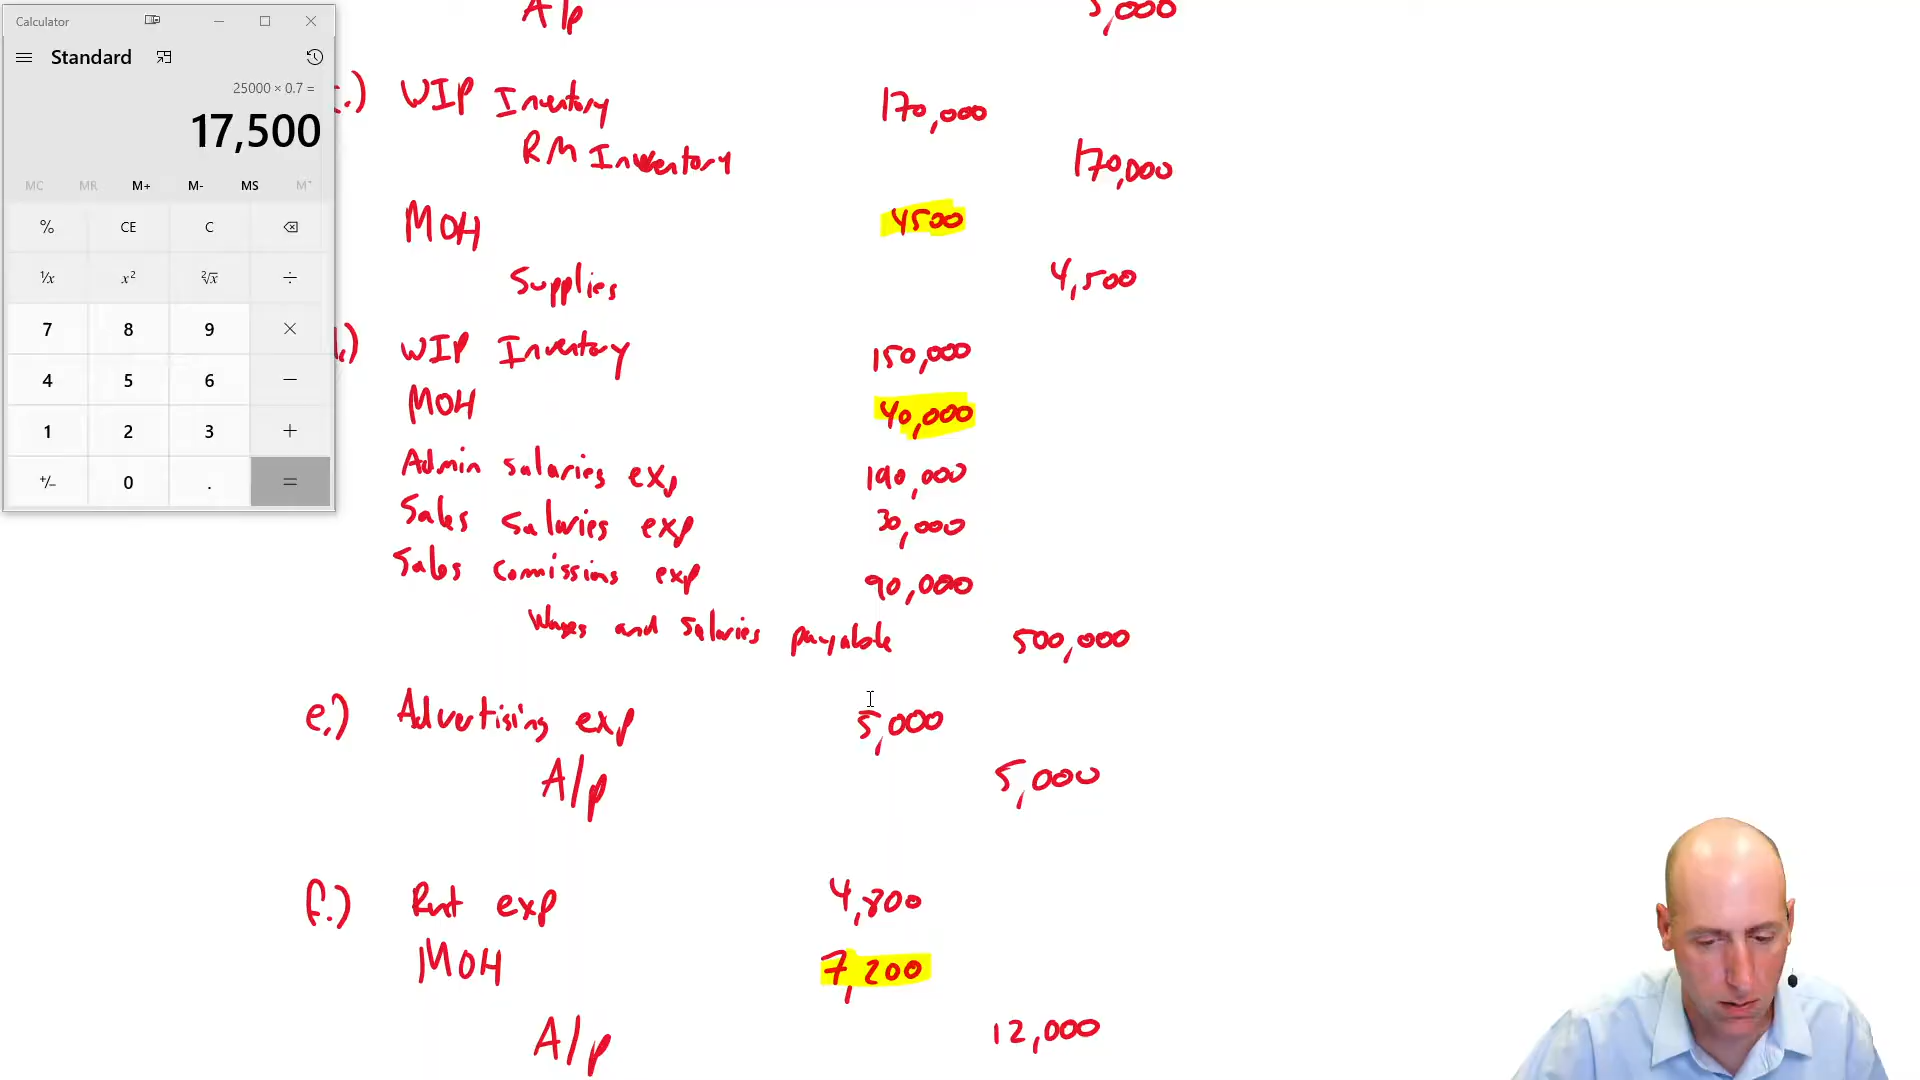 Calculator
Standard
25000 × 0.7 =
17,500
MC MR M+ M- MS M˅
% CE C
⅟x x² ²√x ÷
7 8 9 ×
4 5 6 −
1 2 3 +
+/− 0 . =
A/p 5,000
c.) WIP Inventory 170,000
RM Inventory 170,000
MOH 4500
Supplies 4,500
d.) WIP Inventory 150,000
MOH 40,000
Admin salaries exp 190,000
Sales salaries exp 30,000
Sales Commissions exp 90,000
Wages and salaries payable 500,000
e.) Advertising exp 5,000
A/p 5,000
f.) Rent exp 4,800
MOH 7,200
A/p 12,000